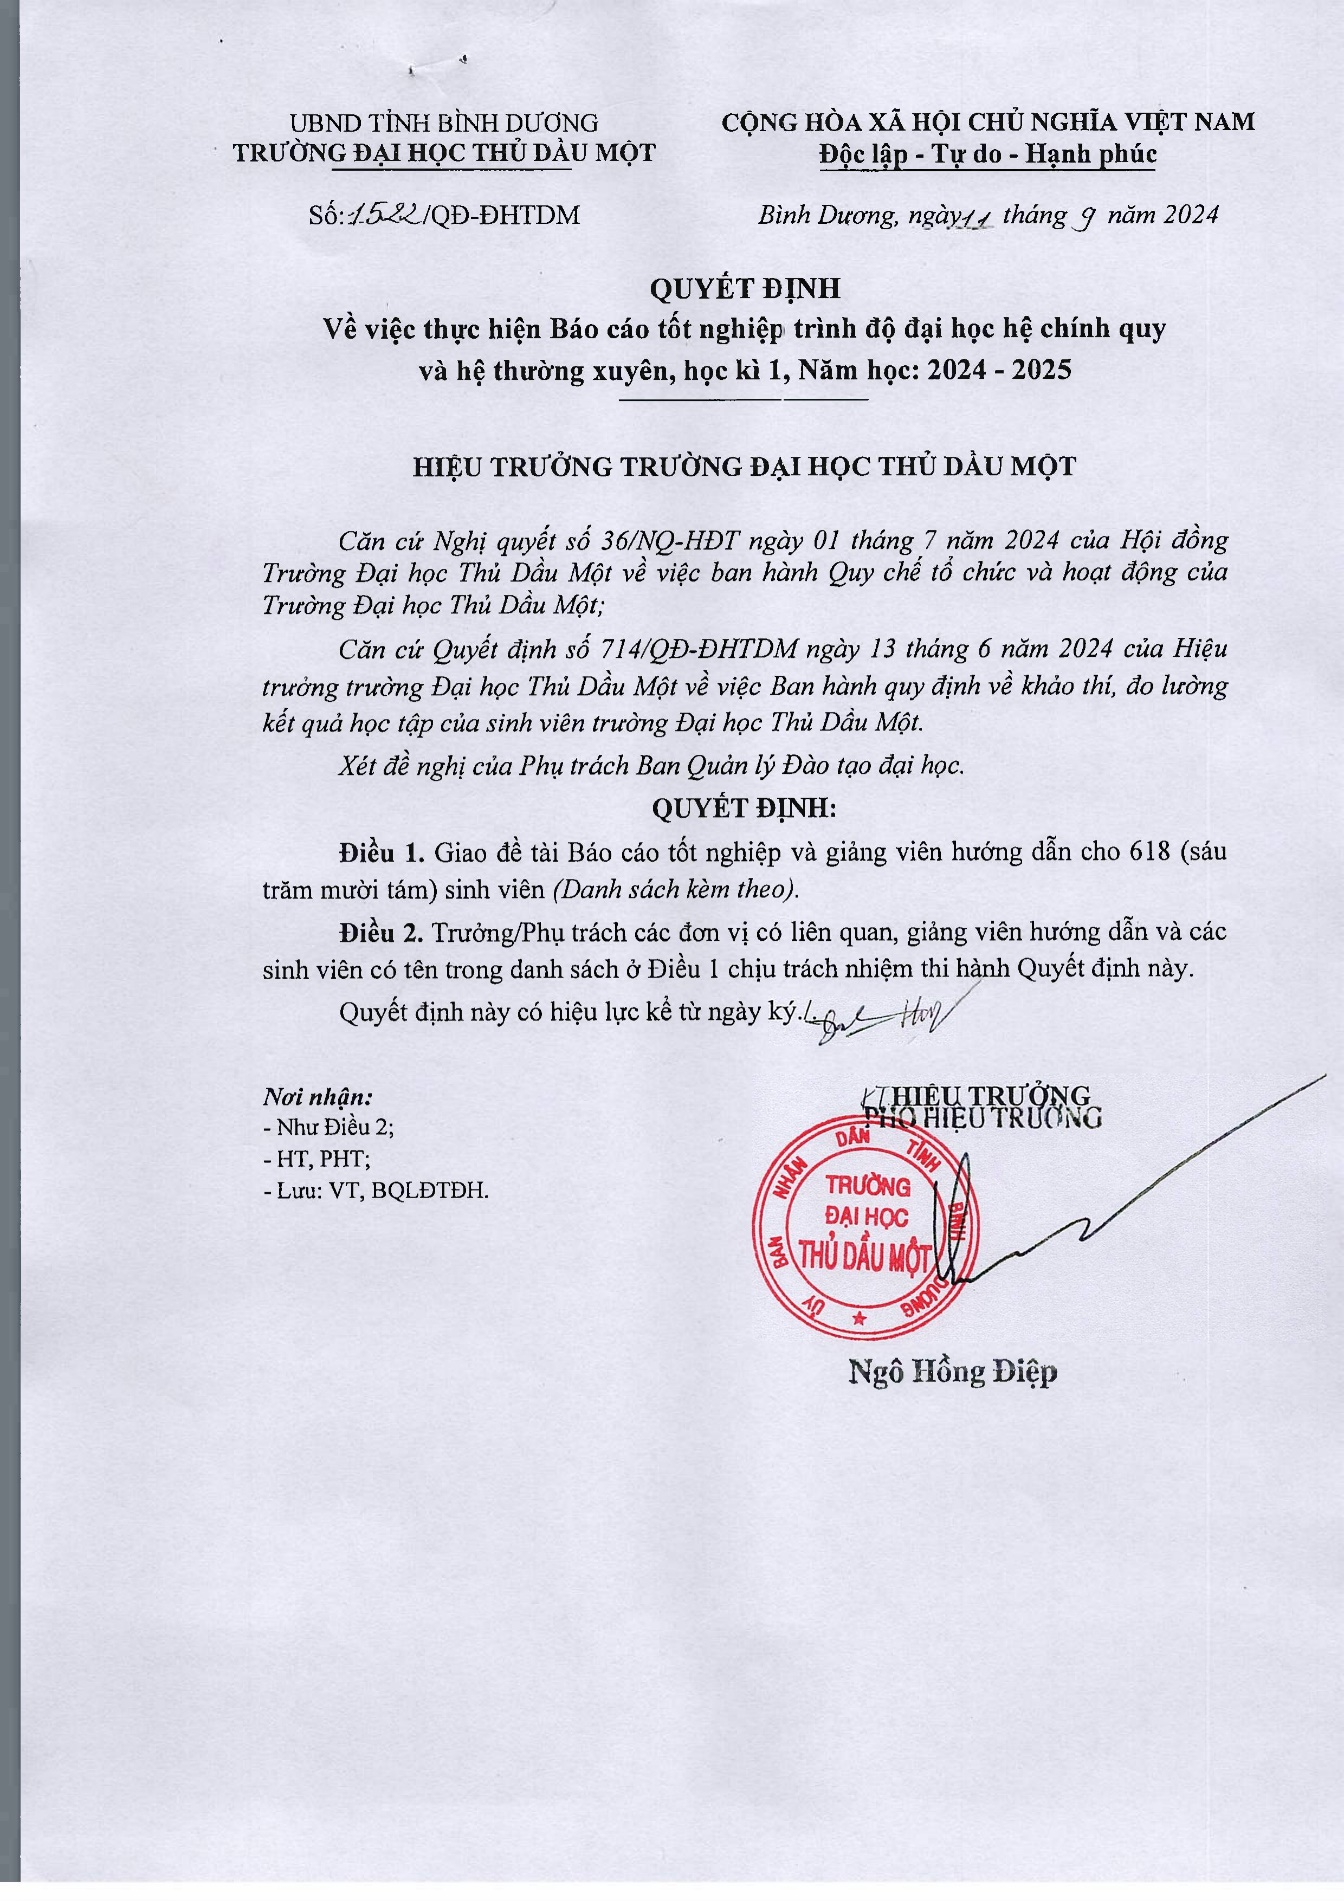 UBND TỈNH BÌNH DƯƠNG
TRƯỜNG ĐẠI HỌC THỦ DẦU MỘT
Số: 1522/QĐ-ĐHTDM
CỘNG HÒA XÃ HỘI CHỦ NGHĨA VIỆT NAM
Độc lập - Tự do - Hạnh phúc
Bình Dương, ngày 11 tháng 9 năm 2024
QUYẾT ĐỊNH
Về việc thực hiện Báo cáo tốt nghiệp trình độ đại học hệ chính quy
và hệ thường xuyên, học kì 1, Năm học: 2024 - 2025
HIỆU TRƯỞNG TRƯỜNG ĐẠI HỌC THỦ DẦU MỘT
Căn cứ Nghị quyết số 36/NQ-HĐT ngày 01 tháng 7 năm 2024 của Hội đồng
Trường Đại học Thủ Dầu Một về việc ban hành Quy chế tổ chức và hoạt động của
Trường Đại học Thủ Dầu Một;
Căn cứ Quyết định số 714/QĐ-ĐHTDM ngày 13 tháng 6 năm 2024 của Hiệu
trưởng trường Đại học Thủ Dầu Một về việc Ban hành quy định về khảo thí, đo lường
kết quả học tập của sinh viên trường Đại học Thủ Dầu Một.
Xét đề nghị của Phụ trách Ban Quản lý Đào tạo đại học.
QUYẾT ĐỊNH:
Điều 1. Giao đề tài Báo cáo tốt nghiệp và giảng viên hướng dẫn cho 618 (sáu
trăm mười tám) sinh viên (Danh sách kèm theo).
Điều 2. Trưởng/Phụ trách các đơn vị có liên quan, giảng viên hướng dẫn và các
sinh viên có tên trong danh sách ở Điều 1 chịu trách nhiệm thi hành Quyết định này.
Quyết định này có hiệu lực kể từ ngày ký./.
Nơi nhận:
- Như Điều 2;
- HT, PHT;
- Lưu: VT, BQLĐTĐH.
KT.HIỆU TRƯỞNG
PHÓ HIỆU TRƯỞNG
ỦY BAN NHÂN DÂN TỈNH BÌNH DƯƠNG
TRƯỜNG
ĐẠI HỌC
THỦ DẦU MỘT
Ngô Hồng Điệp